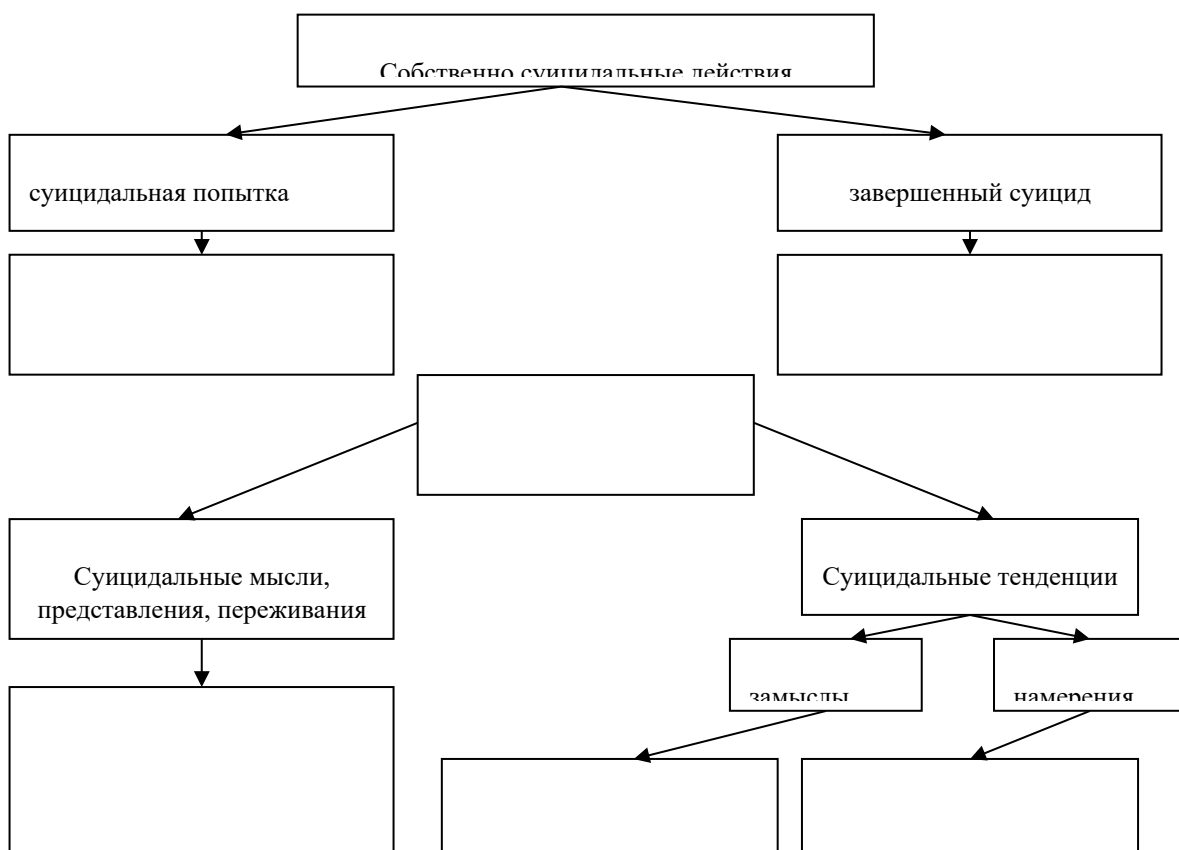 Собственно суицидальные действия
суицидальная попытка
завершенный суицид
Суицидальные мысли,
представления, переживания
Суицидальные тенденции
замыслы
намерения